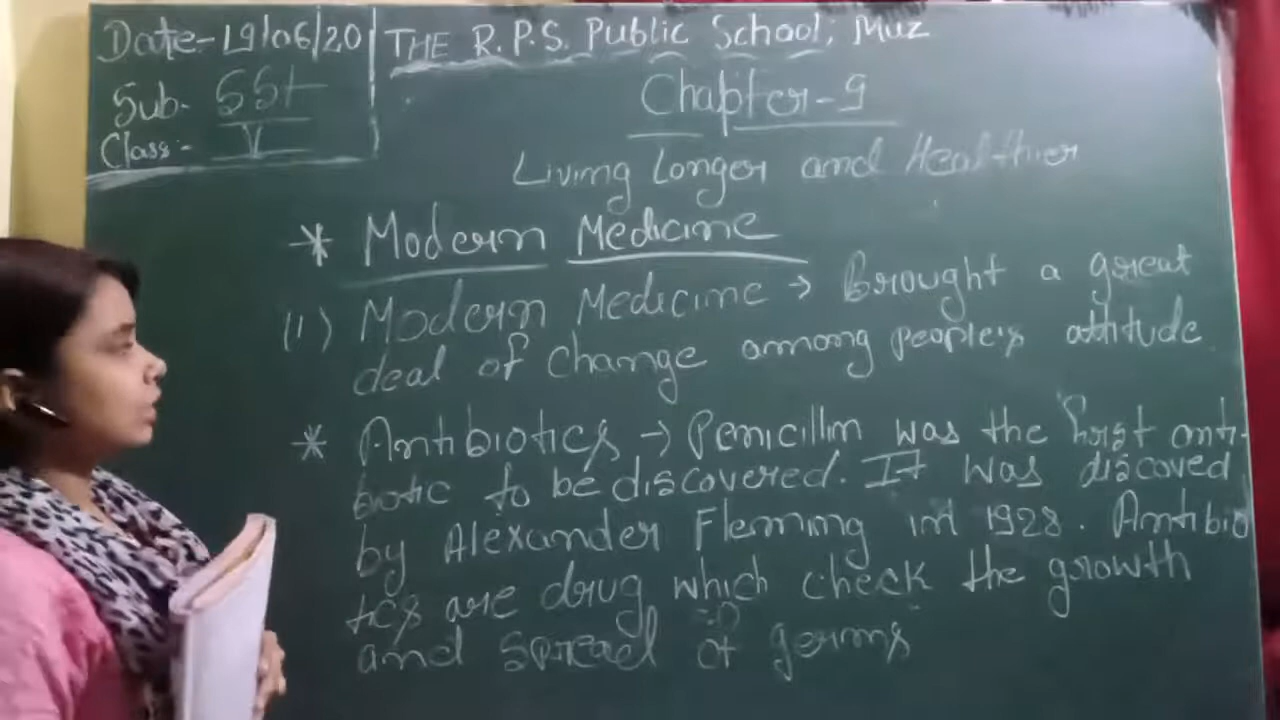 Date-19/06/20
Sub- SSt
Class:- V
THE R.P.S. Public School, Muz
Chapter-9
Living Longer and Healthier
* Modern Medicine
(1) Modern Medicine → Brought a great
deal of change among people's attitude
* Antibiotics → Penicillin was the first anti-
biotic to be discovered. It was discoved
by Alexander Fleming in 1928. Antibio
tics are drug which check the growth
and spread of germs